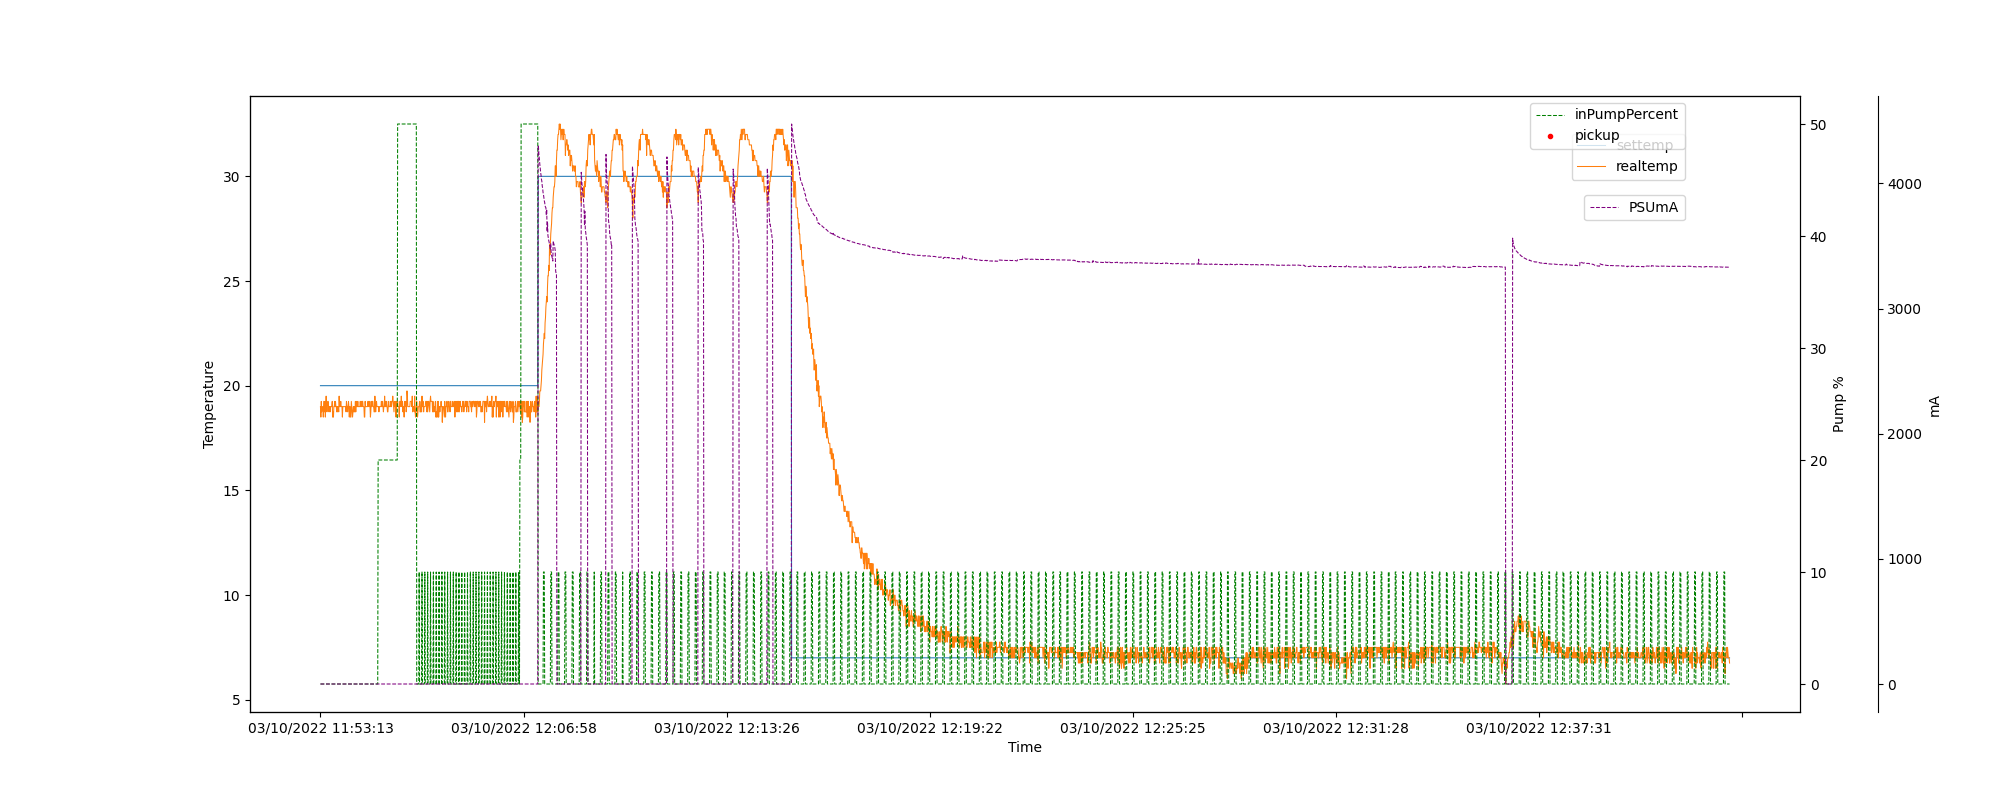 inPumpPercent
pickup
settemp
realtemp
PSUmA
30
25
20
15
10
5
50
40
30
20
10
0
4000
3000
2000
1000
0
Temperature
Pump %
mA
03/10/2022 11:53:13
03/10/2022 12:06:58
03/10/2022 12:13:26
03/10/2022 12:19:22
03/10/2022 12:25:25
03/10/2022 12:31:28
03/10/2022 12:37:31
Time